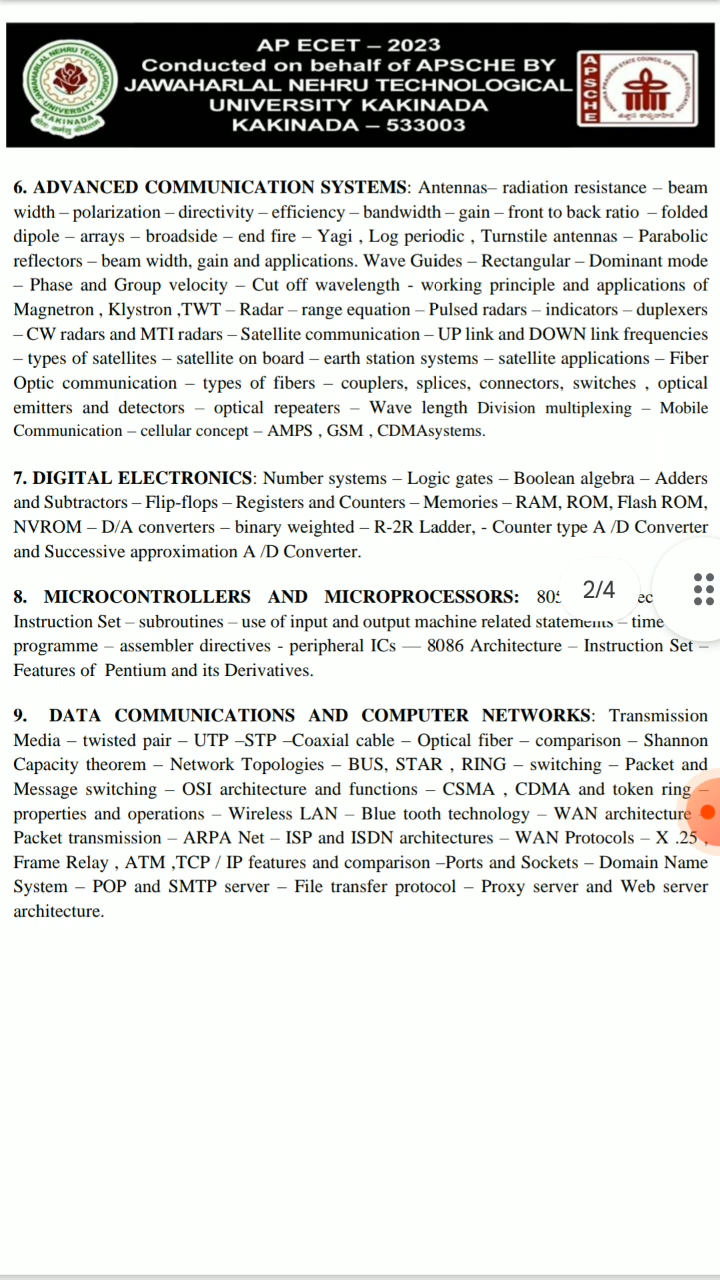 AP ECET – 2023
Conducted on behalf of APSCHE BY
JAWAHARLAL NEHRU TECHNOLOGICAL
UNIVERSITY KAKINADA
KAKINADA – 533003
APSCHE
6. ADVANCED COMMUNICATION SYSTEMS: Antennas– radiation resistance – beam
width – polarization – directivity – efficiency – bandwidth – gain – front to back ratio – folded
dipole – arrays – broadside – end fire – Yagi , Log periodic , Turnstile antennas – Parabolic
reflectors – beam width, gain and applications. Wave Guides – Rectangular – Dominant mode
– Phase and Group velocity – Cut off wavelength - working principle and applications of
Magnetron , Klystron ,TWT – Radar – range equation – Pulsed radars – indicators – duplexers
– CW radars and MTI radars – Satellite communication – UP link and DOWN link frequencies
– types of satellites – satellite on board – earth station systems – satellite applications – Fiber
Optic communication – types of fibers – couplers, splices, connectors, switches , optical
emitters and detectors – optical repeaters – Wave length Division multiplexing – Mobile
Communication – cellular concept – AMPS , GSM , CDMAsystems.
7. DIGITAL ELECTRONICS: Number systems – Logic gates – Boolean algebra – Adders
and Subtractors – Flip-flops – Registers and Counters – Memories – RAM, ROM, Flash ROM,
NVROM – D/A converters – binary weighted – R-2R Ladder, - Counter type A /D Converter
and Successive approximation A /D Converter.
8. MICROCONTROLLERS AND MICROPROCESSORS: 2/4
Instruction Set – subroutines – use of input and output machine related statements – time
programme – assembler directives - peripheral ICs — 8086 Architecture – Instruction Set –
Features of Pentium and its Derivatives.
9. DATA COMMUNICATIONS AND COMPUTER NETWORKS: Transmission
Media – twisted pair – UTP –STP –Coaxial cable – Optical fiber – comparison – Shannon
Capacity theorem – Network Topologies – BUS, STAR , RING – switching – Packet and
Message switching – OSI architecture and functions – CSMA , CDMA and token ring –
properties and operations – Wireless LAN – Blue tooth technology – WAN architecture
Packet transmission – ARPA Net – ISP and ISDN architectures – WAN Protocols – X .25 ,
Frame Relay , ATM ,TCP / IP features and comparison –Ports and Sockets – Domain Name
System – POP and SMTP server – File transfer protocol – Proxy server and Web server
architecture.